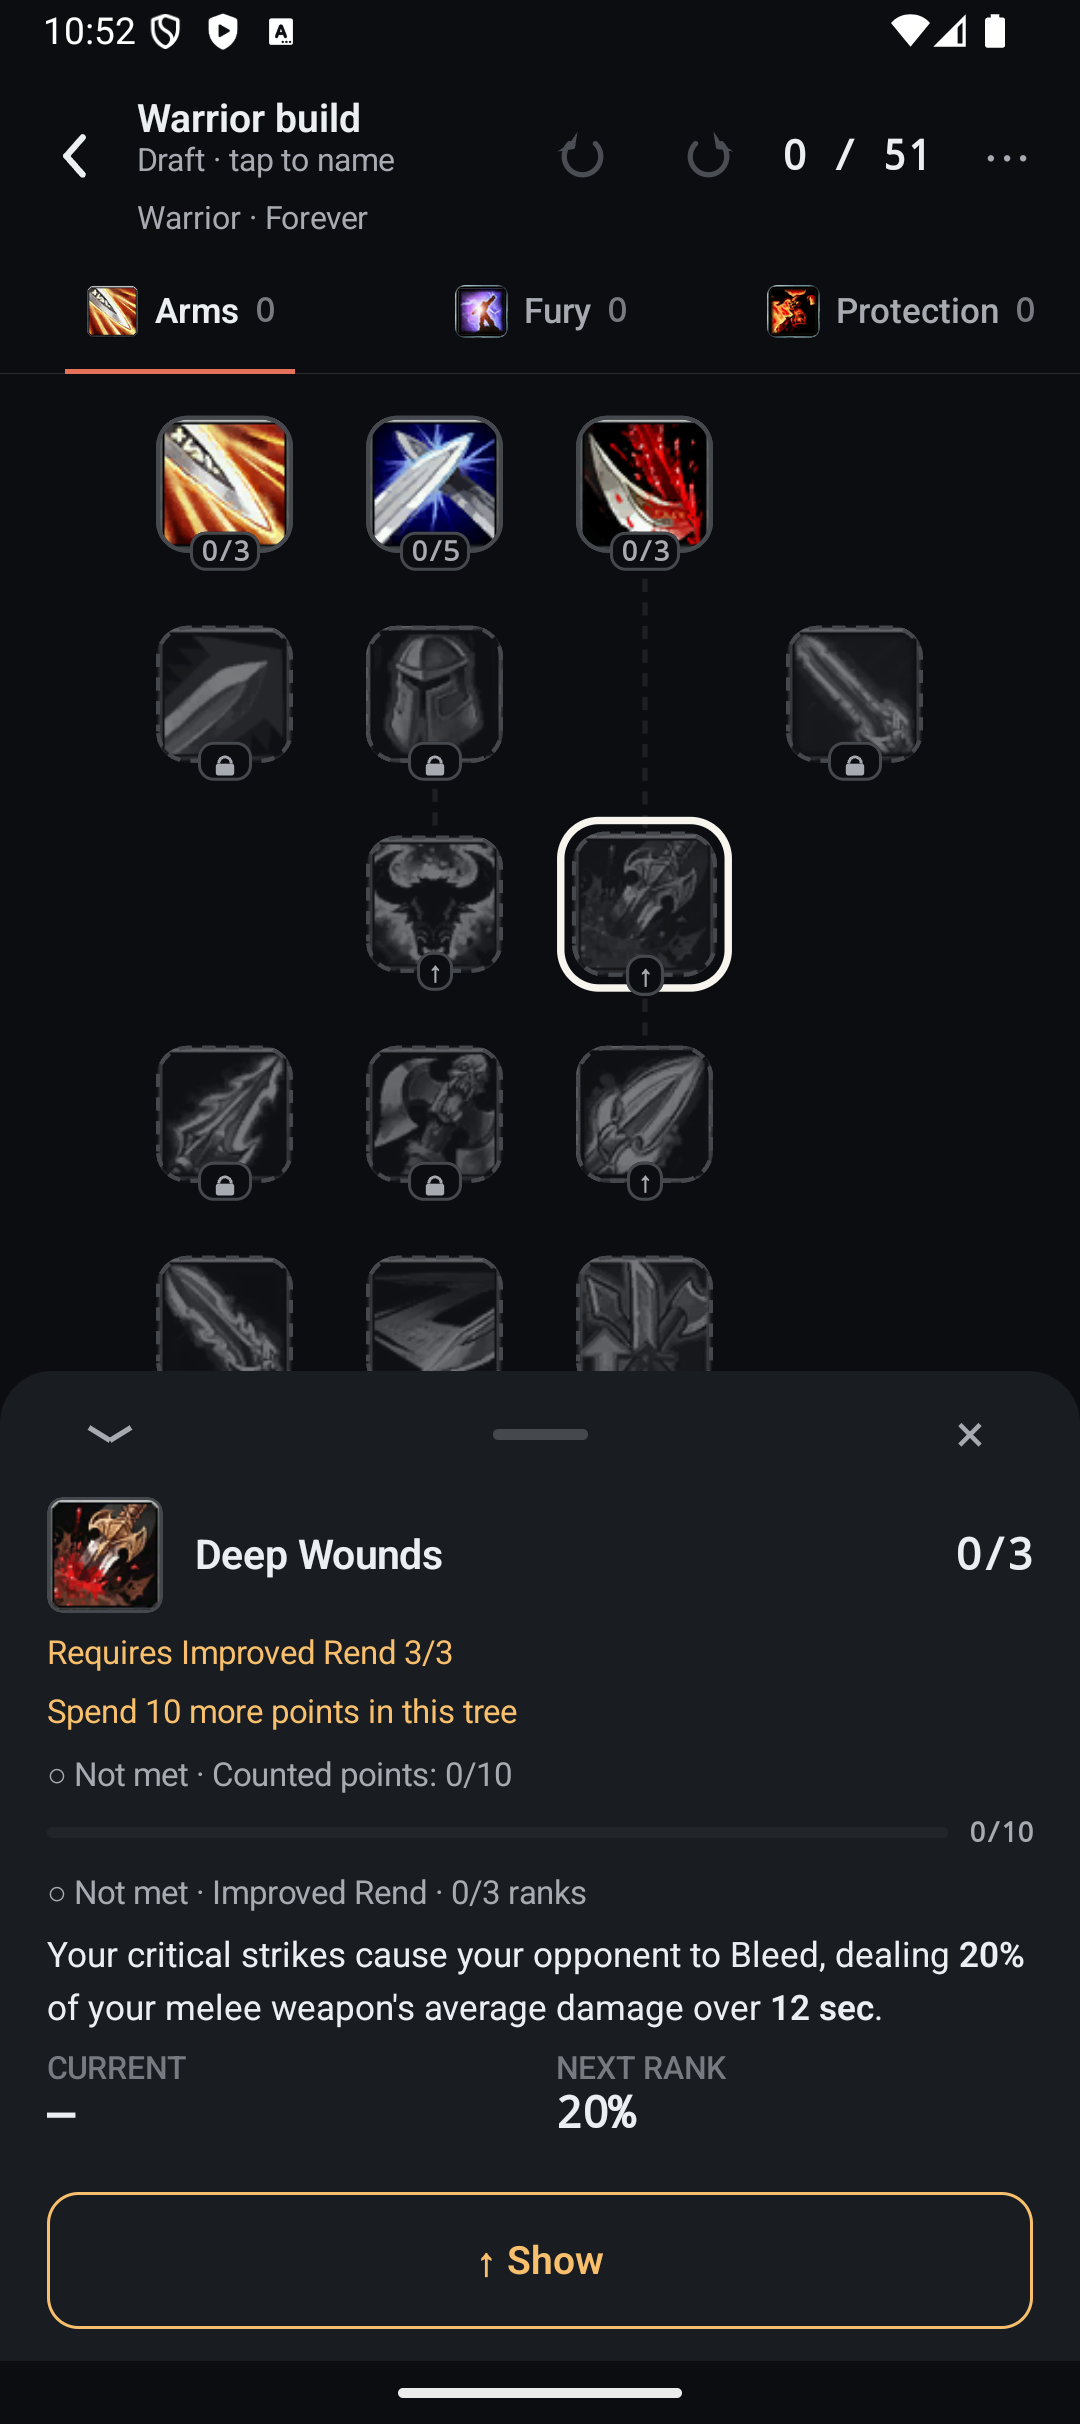 10:52
Warrior build
Draft · tap to name
0 / 51
Warrior · Forever
Arms 0
Fury 0
Protection 0
0/3
0/5
0/3
↑
↑
↑
Deep Wounds
0/3
Requires Improved Rend 3/3
Spend 10 more points in this tree
○ Not met · Counted points: 0/10
0/10
○ Not met · Improved Rend · 0/3 ranks
Your critical strikes cause your opponent to Bleed, dealing 20%
of your melee weapon's average damage over 12 sec.
CURRENT
NEXT RANK
–
20%
↑ Show